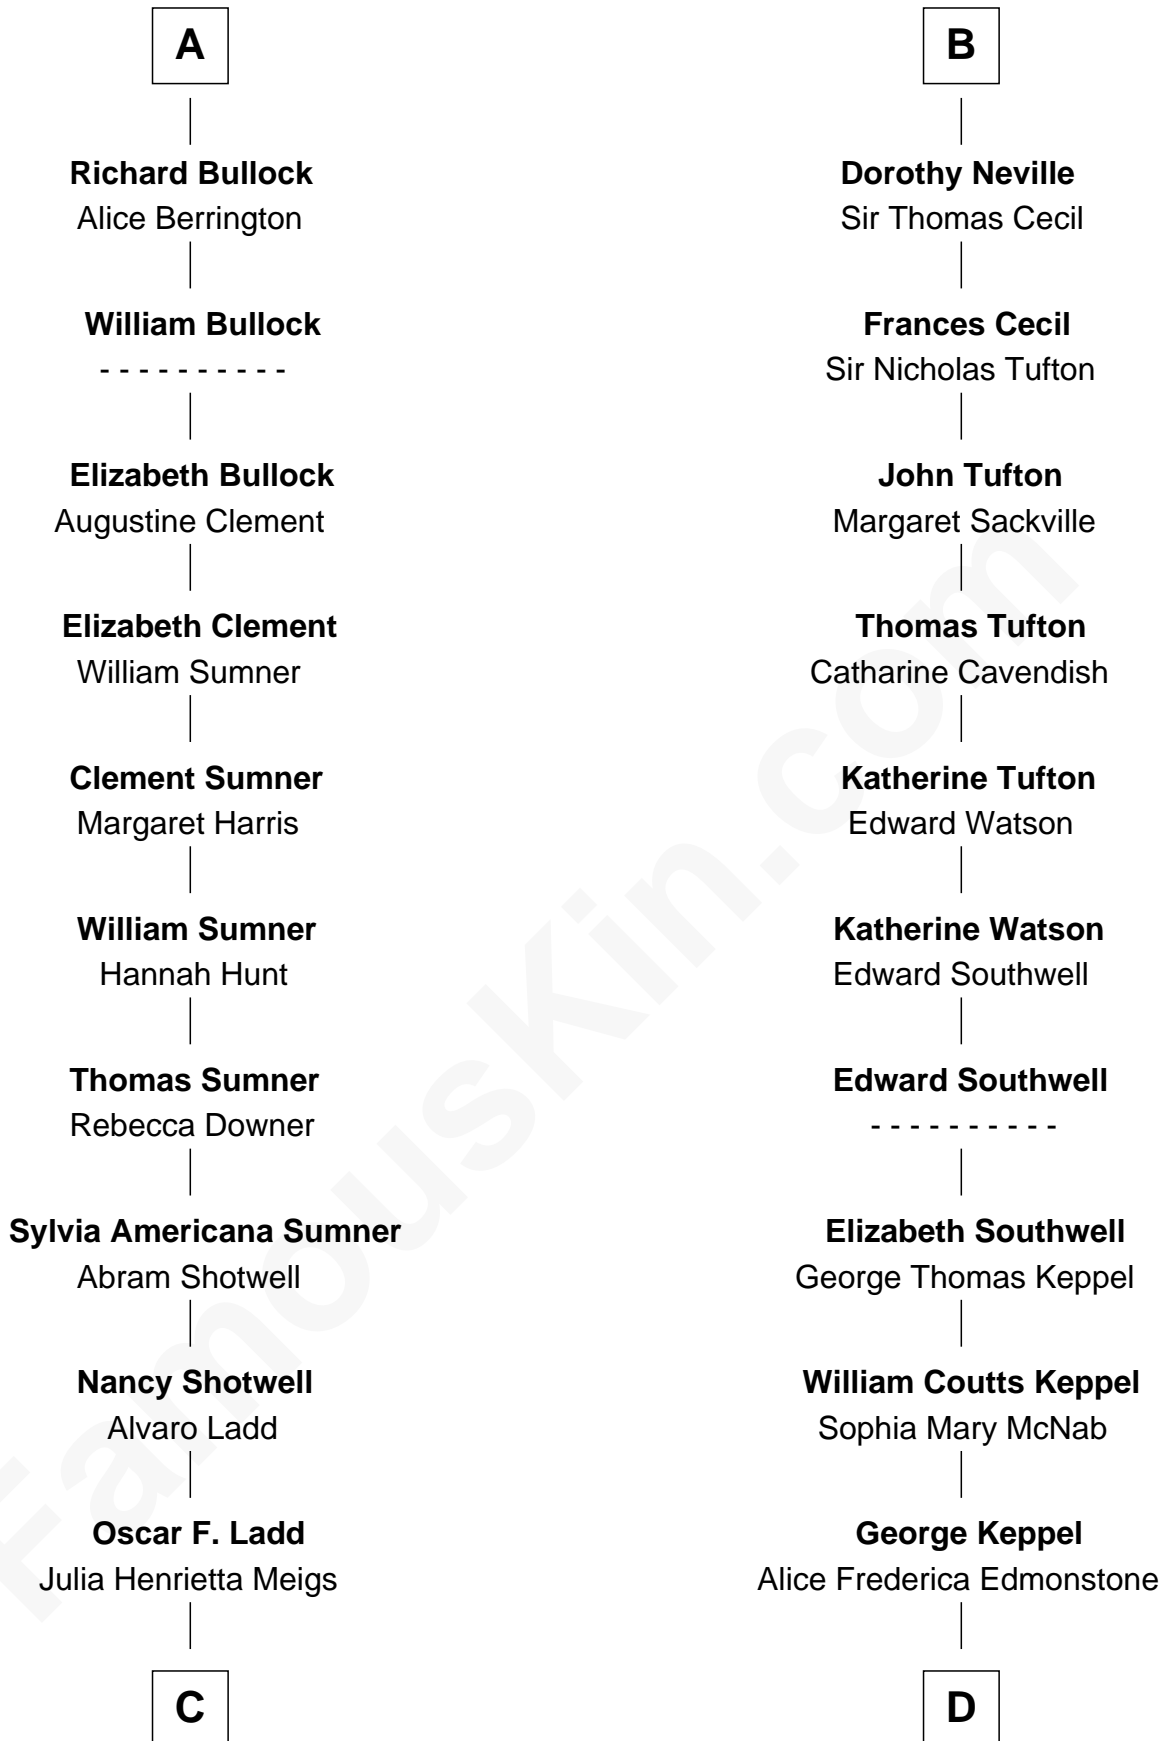 A
Richard Bullock
Alice Berrington
William Bullock
- - - - - - - - - -
Elizabeth Bullock
Augustine Clement
Elizabeth Clement
William Sumner
Clement Sumner
Margaret Harris
William Sumner
Hannah Hunt
Thomas Sumner
Rebecca Downer
Sylvia Americana Sumner
Abram Shotwell
Nancy Shotwell
Alvaro Ladd
Oscar F. Ladd
Julia Henrietta Meigs
C
B
Dorothy Neville
Sir Thomas Cecil
Frances Cecil
Sir Nicholas Tufton
John Tufton
Margaret Sackville
Thomas Tufton
Catharine Cavendish
Katherine Tufton
Edward Watson
Katherine Watson
Edward Southwell
Edward Southwell
- - - - - - - - - -
Elizabeth Southwell
George Thomas Keppel
William Coutts Keppel
Sophia Mary McNab
George Keppel
Alice Frederica Edmonstone
D
FamousKin.com